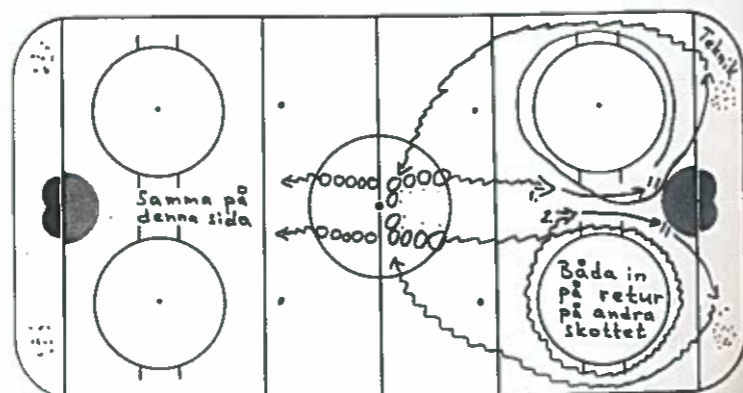 Teknik
Samma på
denna sida
1.
2.
Båda in
på retur
på andra
skottet